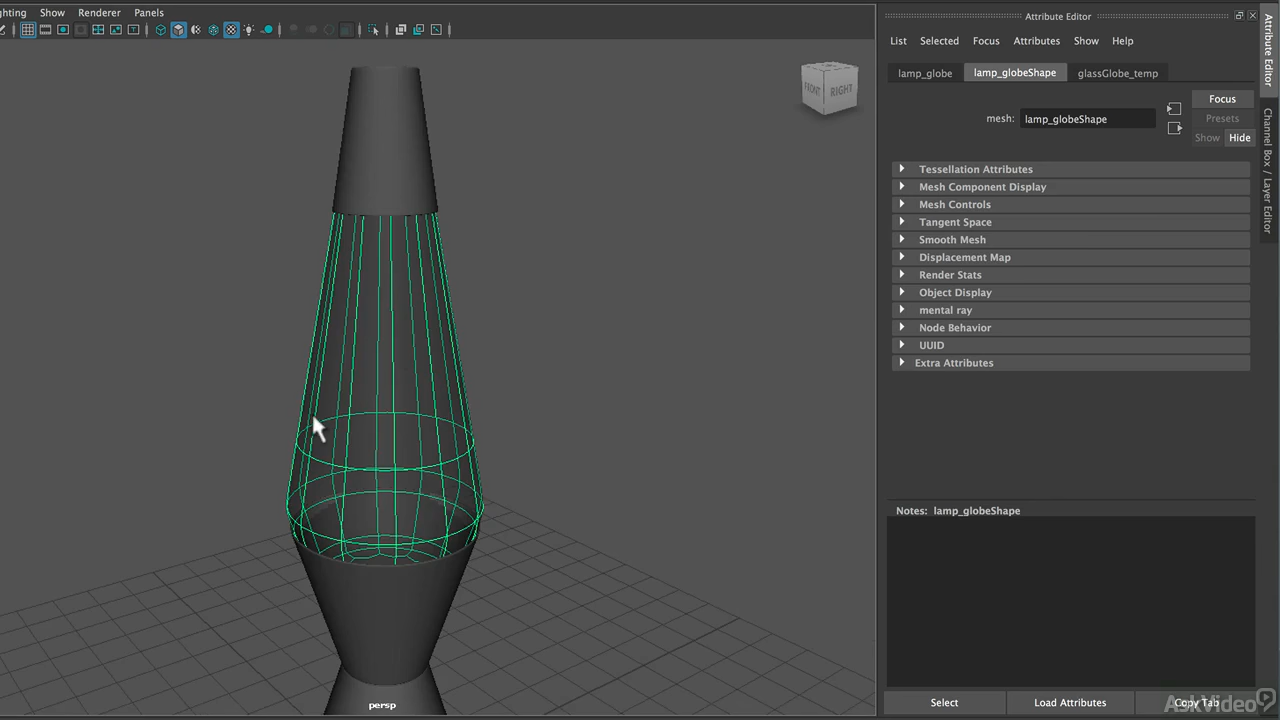 ghting Show Renderer Panels
FRONT RIGHT
persp
Attribute Editor
List Selected Focus Attributes Show Help
lamp_globe lamp_globeShape glassGlobe_temp
mesh: lamp_globeShape
Focus
Presets
Show Hide
Tessellation Attributes
Mesh Component Display
Mesh Controls
Tangent Space
Smooth Mesh
Displacement Map
Render Stats
Object Display
mental ray
Node Behavior
UUID
Extra Attributes
Notes: lamp_globeShape
Select Load Attributes Copy Tab
AskVideo
Attribute Editor
Channel Box / Layer Editor